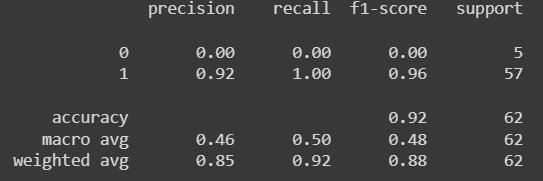 precision recall f1-score support
0 0.00 0.00 0.00 5
1 0.92 1.00 0.96 57
accuracy 0.92 62
macro avg 0.46 0.50 0.48 62
weighted avg 0.85 0.92 0.88 62